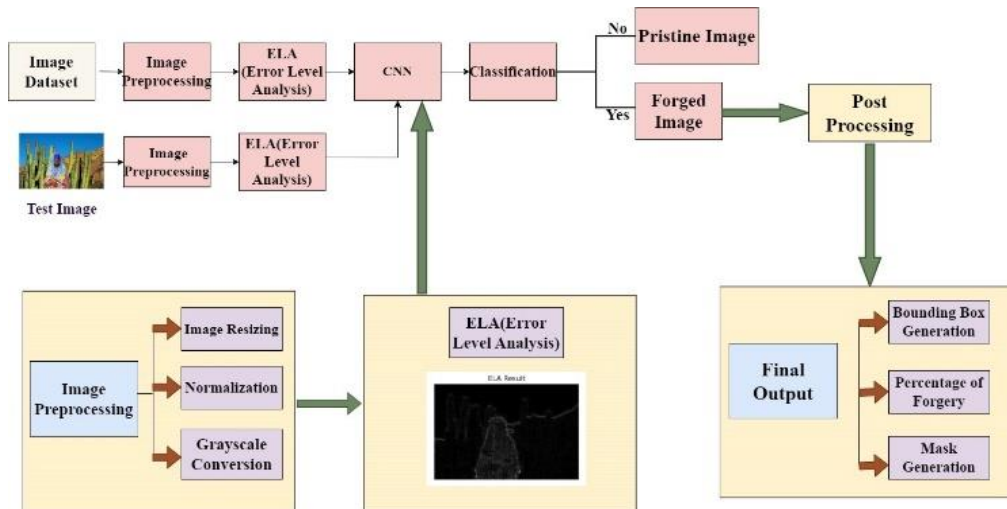 Image
Dataset
Image
Preprocessing
ELA
(Error Level
Analysis)
CNN
Classification
No
Pristine Image
Yes
Forged
Image
Post
Processing
Test Image
Image
Preprocessing
ELA(Error
Level
Analysis)
Image
Preprocessing
Image Resizing
Normalization
Grayscale
Conversion
ELA(Error
Level Analysis)
ELA Result
Final
Output
Bounding Box
Generation
Percentage of
Forgery
Mask
Generation